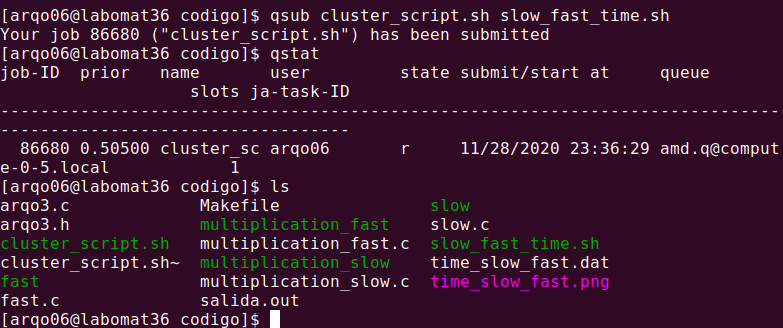 [arqo06@labomat36 codigo]$ qsub cluster_script.sh slow_fast_time.sh
Your job 86680 ("cluster_script.sh") has been submitted
[arqo06@labomat36 codigo]$ qstat
job-ID  prior   name       user         state submit/start at     queue
                   slots ja-task-ID
------------------------------------------------------------------------------
-----------------------------------
  86680 0.50500 cluster_sc arqo06       r     11/28/2020 23:36:29 amd.q@comput
e-0-5.local            1
[arqo06@labomat36 codigo]$ ls
arqo3.c             Makefile               slow
arqo3.h             multiplication_fast    slow.c
cluster_script.sh   multiplication_fast.c  slow_fast_time.sh
cluster_script.sh~  multiplication_slow    time_slow_fast.dat
fast                multiplication_slow.c  time_slow_fast.png
fast.c              salida.out
[arqo06@labomat36 codigo]$